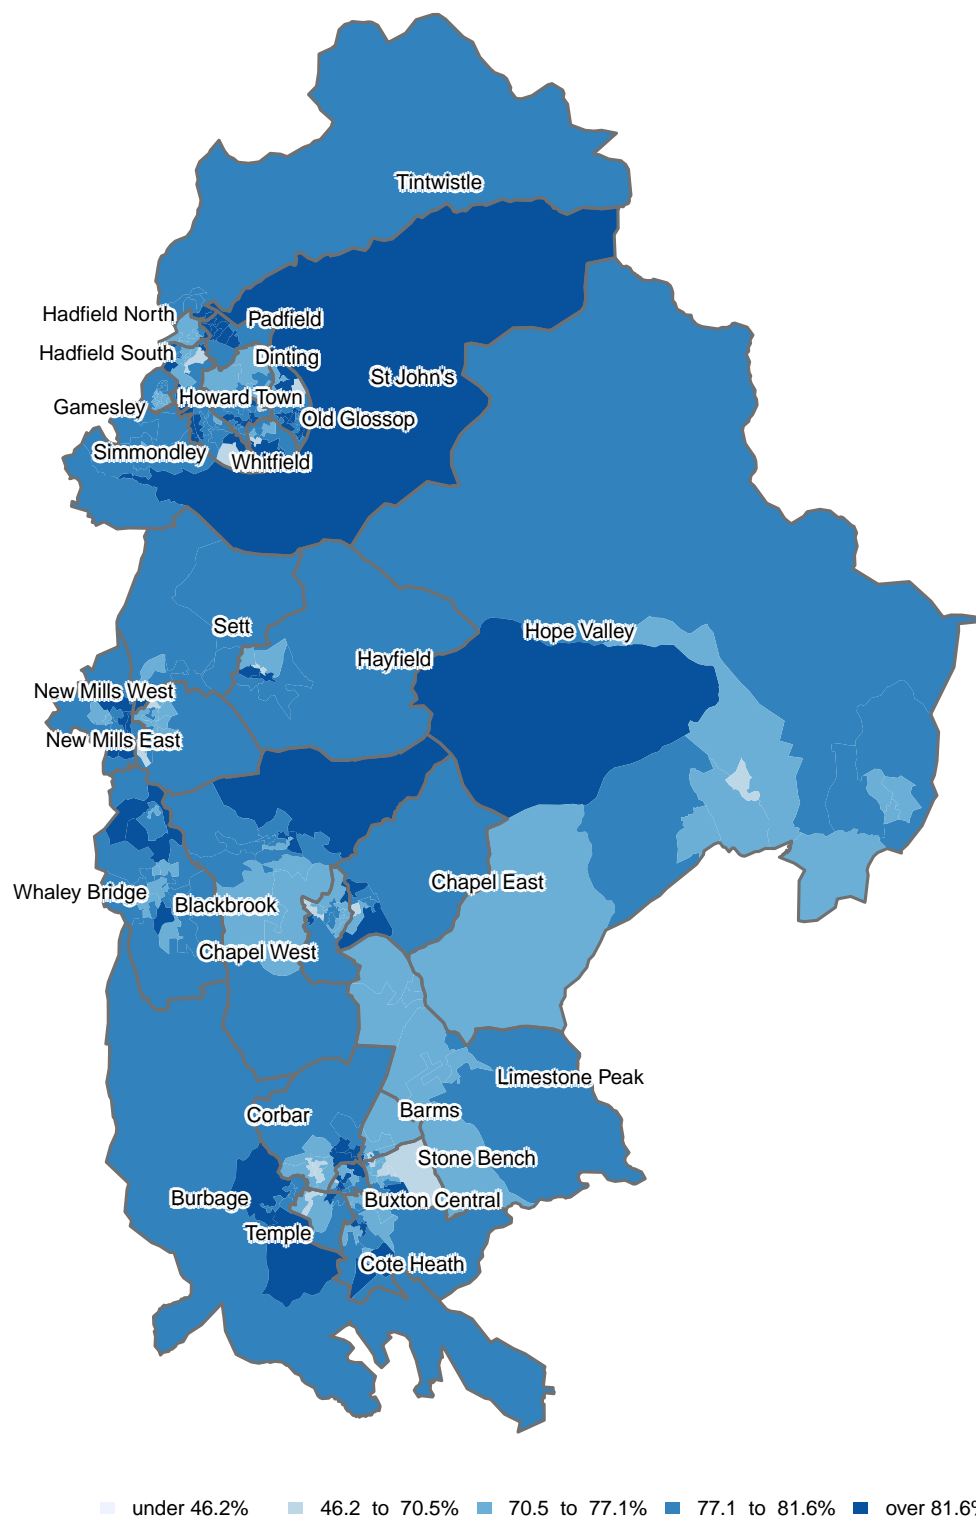 Tintwistle
Hadfield North
Padfield
Hadfield South
Dinting
St John's
Howard Town
Gamesley
Old Glossop
Simmondley
Whitfield
Sett
Hope Valley
Hayfield
New Mills West
New Mills East
Chapel East
Whaley Bridge
Blackbrook
Chapel West
Limestone Peak
Corbar
Barms
Stone Bench
Burbage
Buxton Central
Temple
Cote Heath
under 46.2% 46.2 to 70.5% 70.5 to 77.1% 77.1 to 81.6% over 81.6%